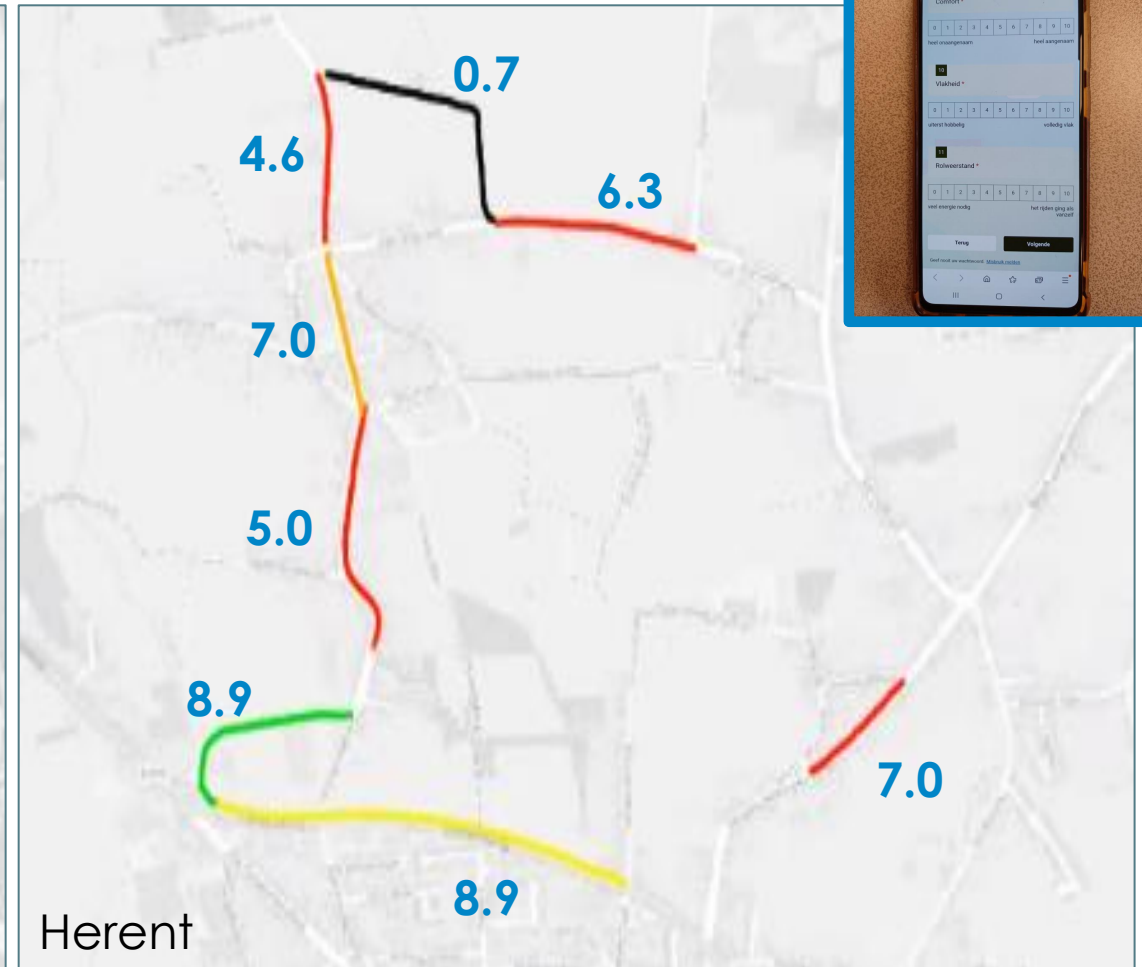 Comfort *
0 1 2 3 4 5 6 7 8 9 10
heel onaangenaam heel aangenaam
10
Vlakheid *
0 1 2 3 4 5 6 7 8 9 10
uiterst hobbelig volledig vlak
11
Rolweerstand *
0 1 2 3 4 5 6 7 8 9 10
veel energie nodig het rijden ging als
vanzelf
Terug Volgende
0.7
4.6
6.3
7.0
5.0
8.9
7.0
8.9
Herent